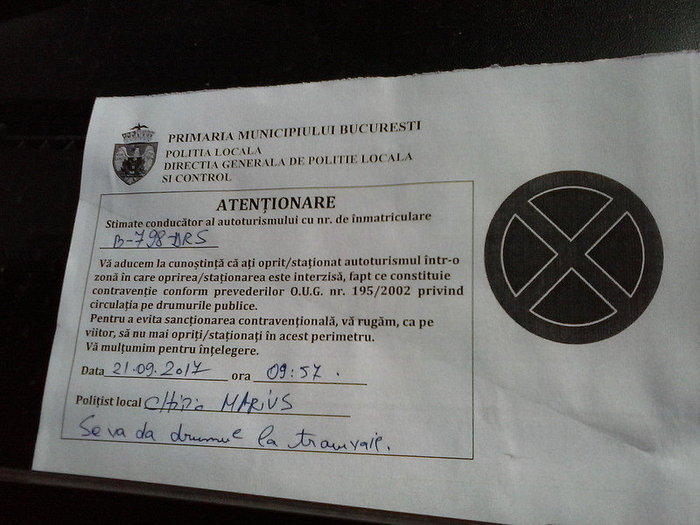 PRIMARIA MUNICIPIULUI BUCURESTI
POLITIA LOCALA
DIRECTIA GENERALA DE POLITIE LOCALA
SI CONTROL
ATENȚIONARE
Stimate conducător al autoturismului cu nr. de înmatriculare
B-798-DRS
Vă aducem la cunoștință că ați oprit/staționat autoturismul într-o
zonă în care oprirea/staționarea este interzisă, fapt ce constituie
contravenție conform prevederilor O.U.G. nr. 195/2002 privind
circulația pe drumurile publice.
Pentru a evita sancționarea contravențională, vă rugăm, ca pe
viitor, să nu mai opriți/staționați în acest perimetru.
Vă mulțumim pentru înțelegere.
Data 21.09.2017 ora 09:57.
Polițist local MARIUS
Se va da drumul la tramvaie.